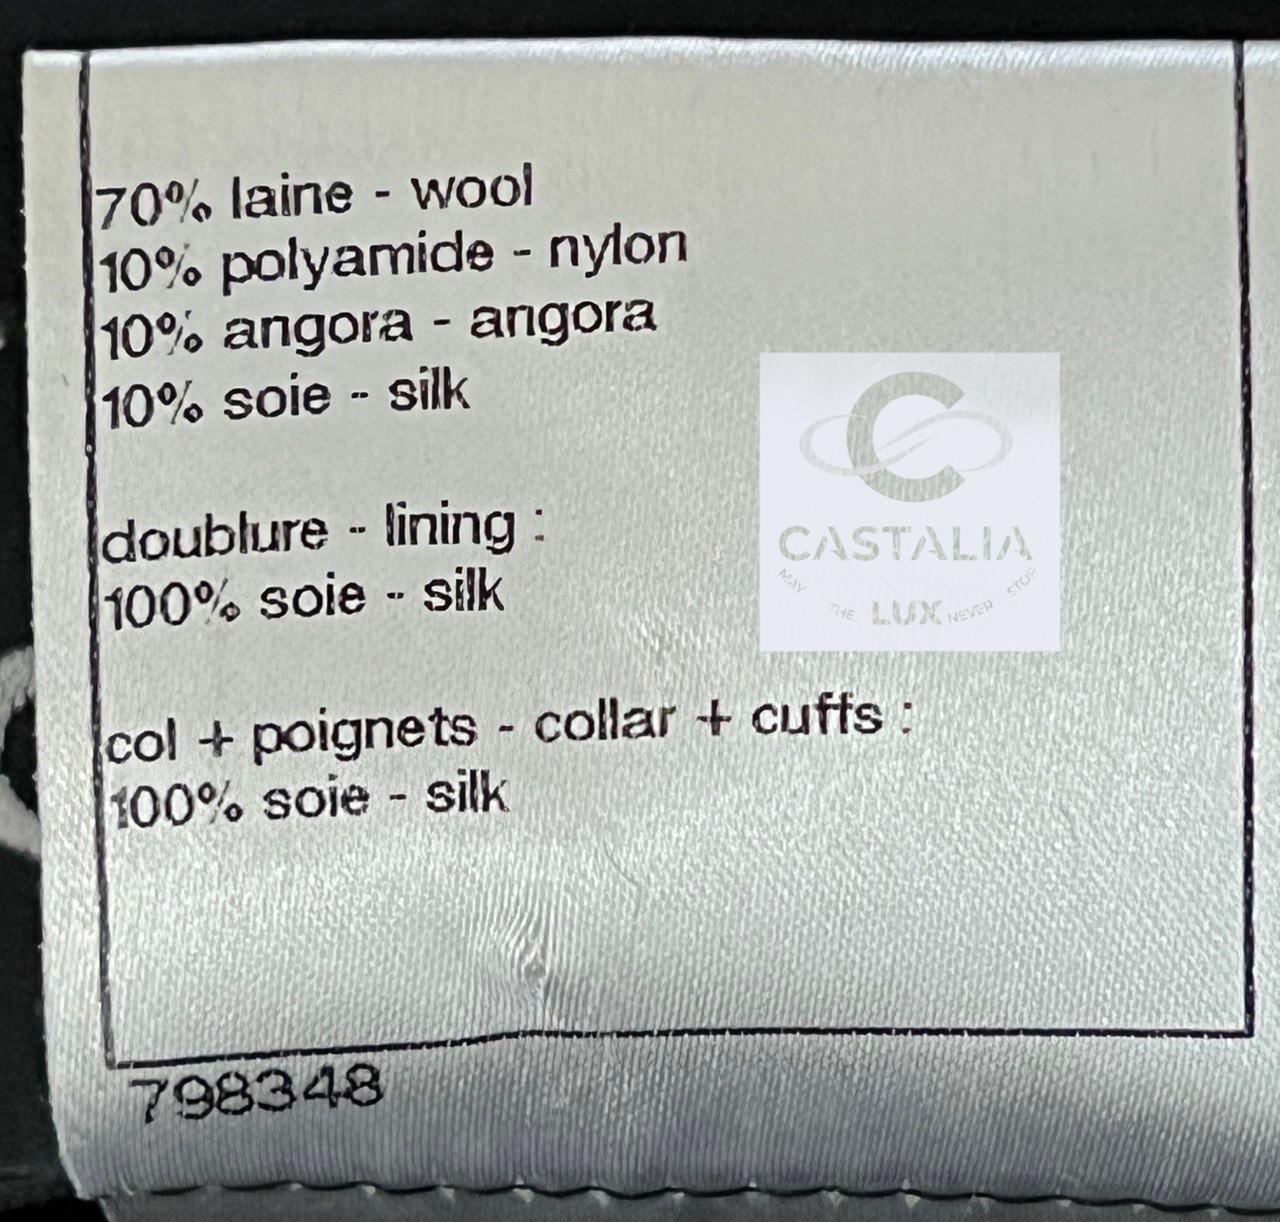 70% laine - wool
10% polyamide - nylon
10% angora - angora
10% soie - silk
doublure - lining :
100% soie - silk
col + poignets - collar + cuffs :
100% soie - silk
798348
C
CASTALIA
MAY THE LUX NEVER STOP